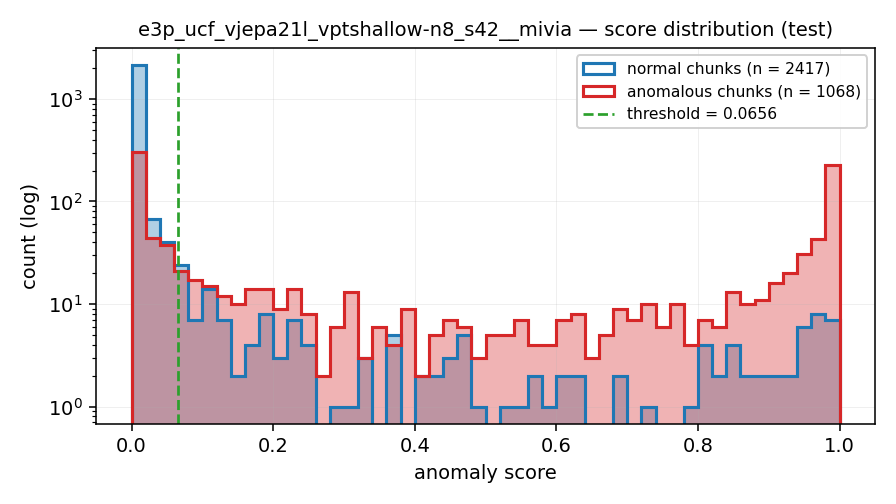 e3p_ucf_vjepa21l_vptshallow-n8_s42__mivia — score distribution (test)
normal chunks (n = 2417)
anomalous chunks (n = 1068)
threshold = 0.0656
count (log)
10³
10²
10¹
10⁰
0.0 0.2 0.4 0.6 0.8 1.0
anomaly score